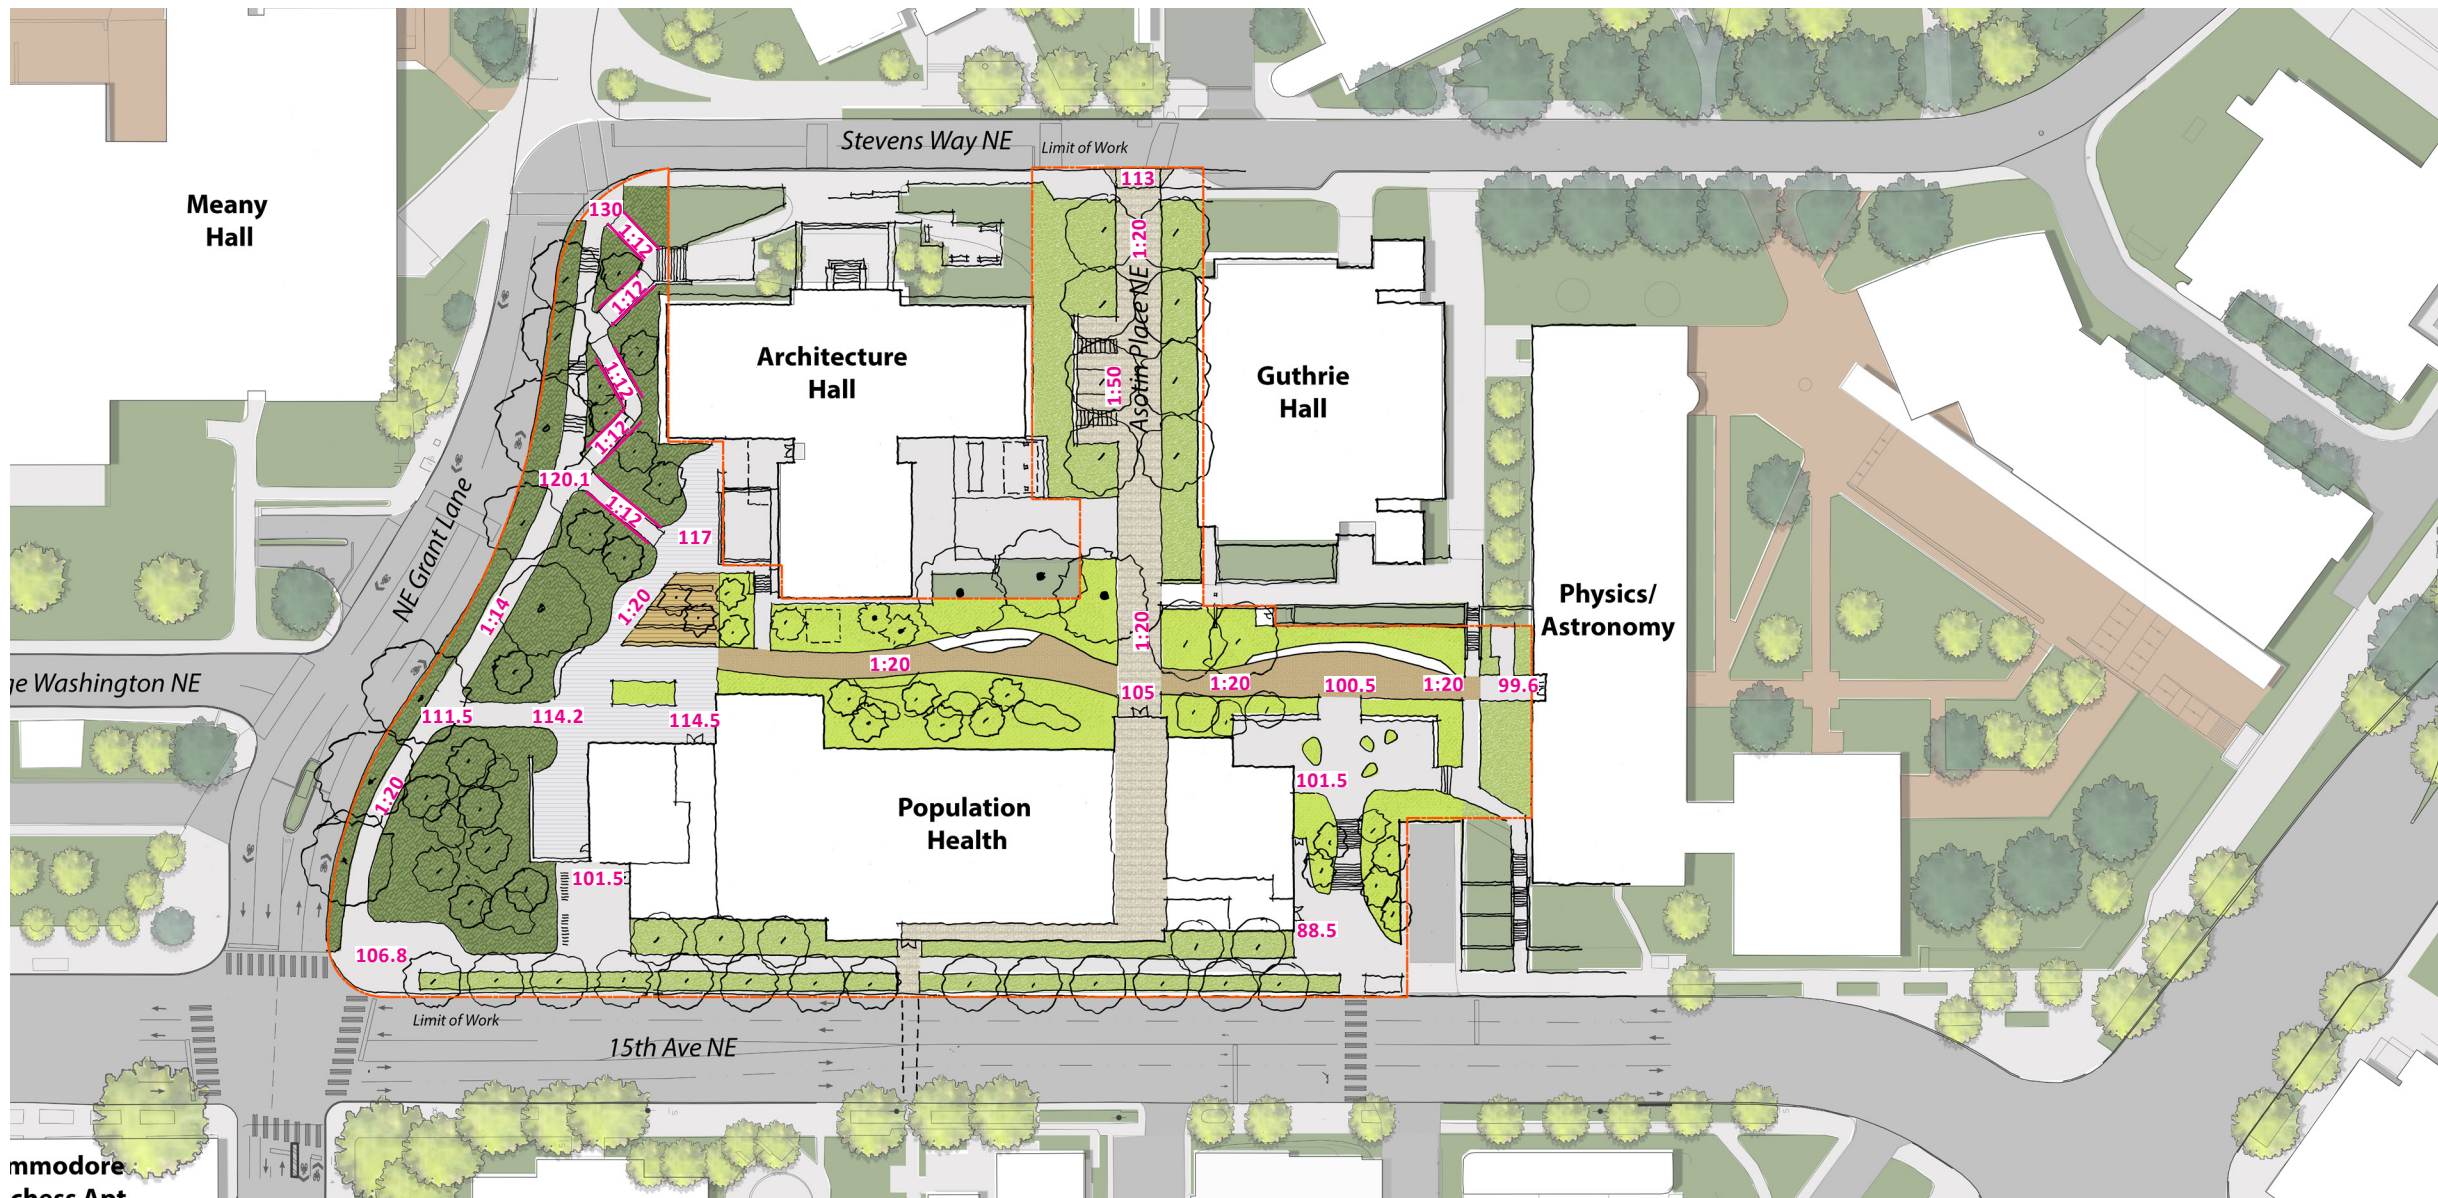 Stevens Way NE
Limit of Work
113
Meany
Hall
130
1:12
1:20
1:12
Asotin Place NE
Architecture
Hall
1:12
1:50
Guthrie
Hall
1:12
120.1
1:12
117
NE Grant Lane
1:20
1:14
1:20
Physics/
Astronomy
1:20
ge Washington NE
111.5
114.2
114.5
105
1:20
100.5
1:20
99.6
1:20
101.5
Population
Health
101.5
88.5
106.8
Limit of Work
15th Ave NE
mmodore
chess Apt